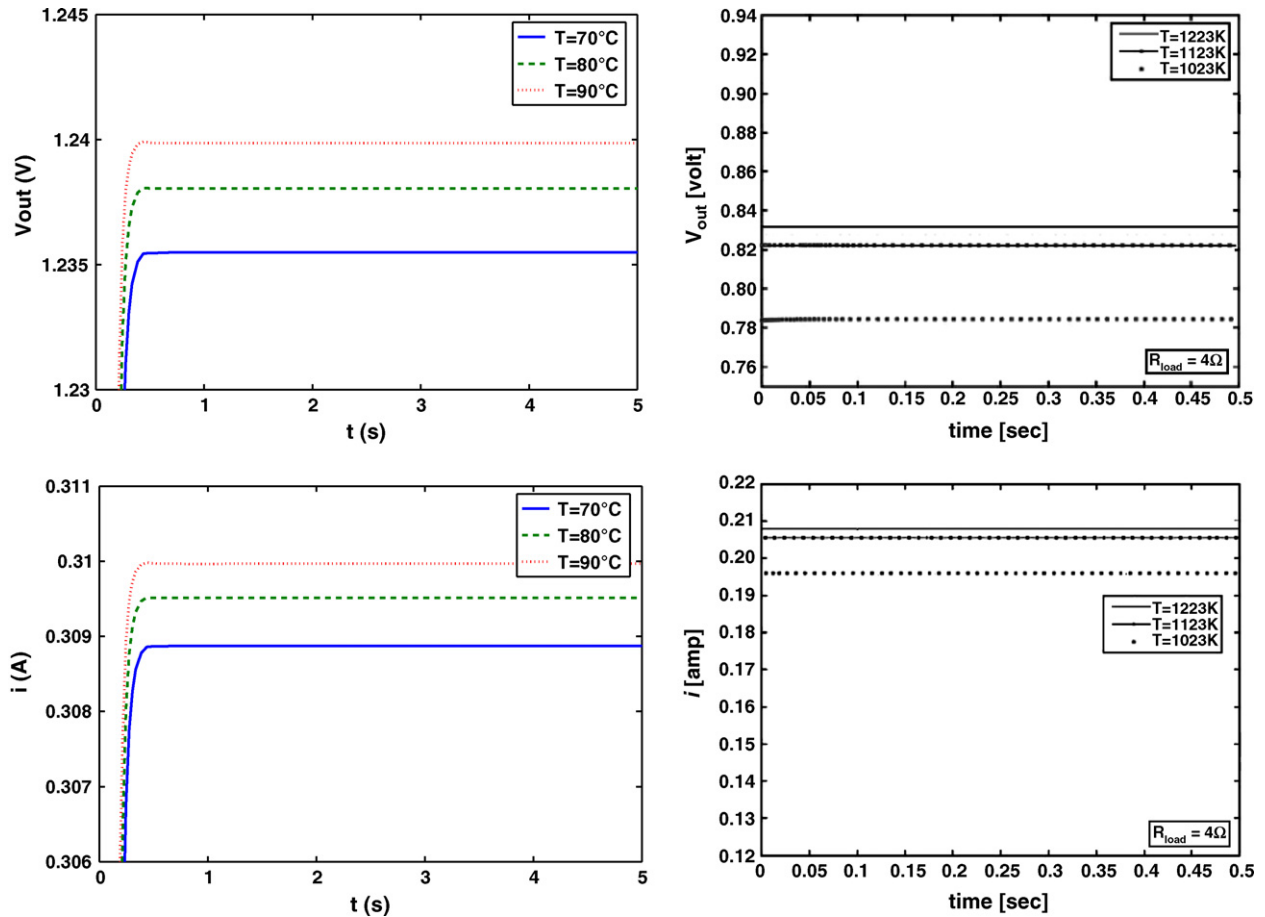 1.245
1.24
1.235
1.23
Vout (V)
T=70°C
T=80°C
T=90°C
0 1 2 3 4 5
t (s)
0.94
0.92
0.90
0.88
0.86
0.84
0.82
0.80
0.78
0.76
Vout [volt]
T=1223K
T=1123K
T=1023K
Rload = 4Ω
0 0.05 0.1 0.15 0.2 0.25 0.3 0.35 0.4 0.45 0.5
time [sec]
0.311
0.31
0.309
0.308
0.307
0.306
i (A)
T=70°C
T=80°C
T=90°C
0 1 2 3 4 5
t (s)
0.22
0.21
0.20
0.19
0.18
0.17
0.16
0.15
0.14
0.13
0.12
i [amp]
T=1223K
T=1123K
T=1023K
Rload = 4Ω
0 0.05 0.1 0.15 0.2 0.25 0.3 0.35 0.4 0.45 0.5
time [sec]